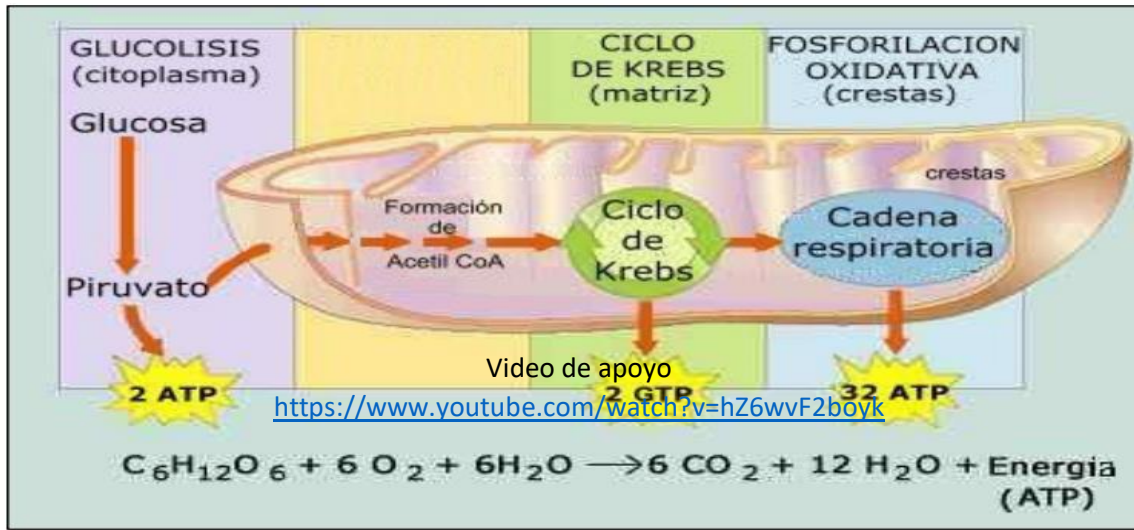 GLUCOLISIS
(citoplasma)
CICLO
DE KREBS
(matriz)
FOSFORILACION
OXIDATIVA
(crestas)
Glucosa
crestas
Formación
de
Acetil CoA
Ciclo
de
Krebs
Cadena
respiratoria
Piruvato
Video de apoyo
2 ATP
2 GTP
32 ATP
https://www.youtube.com/watch?v=hZ6wvF2boyk
C₆H₁₂O₆ + 6 O₂ + 6H₂O →6 CO₂ + 12 H₂O + Energia
(ATP)